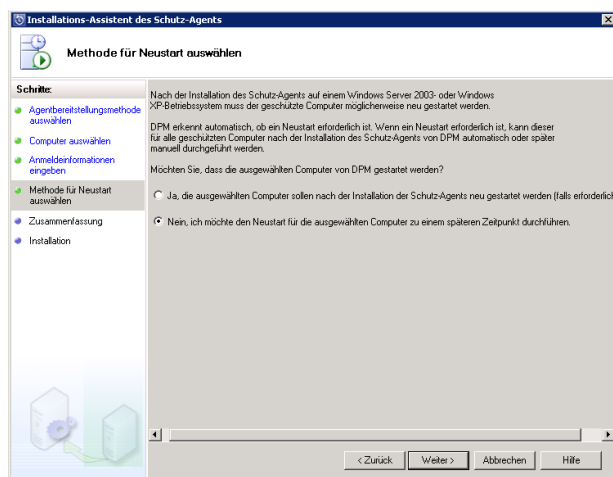 Installations-Assistent des Schutz-Agents
Methode für Neustart auswählen
Schritte:
Agentbereitstellungsmethode
auswählen
Computer auswählen
Anmeldeinformationen
eingeben
Methode für Neustart
auswählen
Zusammenfassung
Installation
Nach der Installation des Schutz-Agents auf einem Windows Server 2003- oder Windows
XP-Betriebssystem muss der geschützte Computer möglicherweise neu gestartet werden.
DPM erkennt automatisch, ob ein Neustart erforderlich ist. Wenn ein Neustart erforderlich ist, kann dieser
für alle geschützten Computer nach der Installation des Schutz-Agents von DPM automatisch oder später
manuell durchgeführt werden.
Möchten Sie, dass die ausgewählten Computer von DPM gestartet werden?
Ja, die ausgewählten Computer sollen nach der Installation der Schutz-Agents neu gestartet werden (falls erforderlich
Nein, ich möchte den Neustart für die ausgewählten Computer zu einem späteren Zeitpunkt durchführen.
< Zurück
Weiter >
Abbrechen
Hilfe